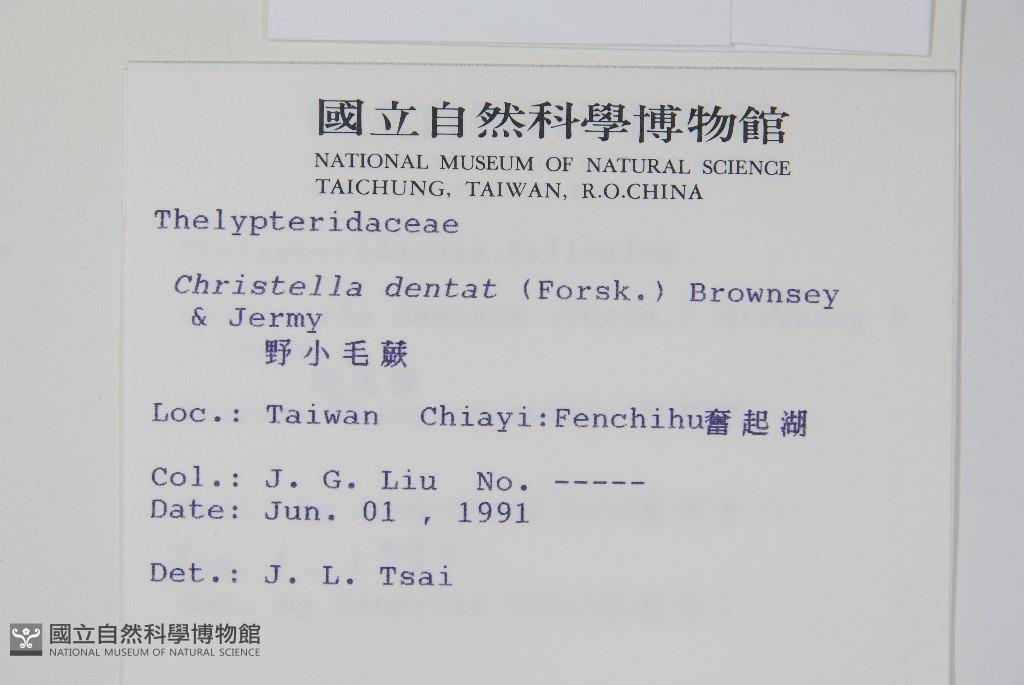 國立自然科學博物館
NATIONAL MUSEUM OF NATURAL SCIENCE
TAICHUNG, TAIWAN, R.O.CHINA
Thelypteridaceae
Christella dentat (Forsk.) Brownsey
& Jermy
野小毛蕨
Loc.: Taiwan Chiayi:Fenchihu奮起湖
Col.: J. G. Liu No. -----
Date: Jun. 01 , 1991
Det.: J. L. Tsai
國立自然科學博物館
NATIONAL MUSEUM OF NATURAL SCIENCE